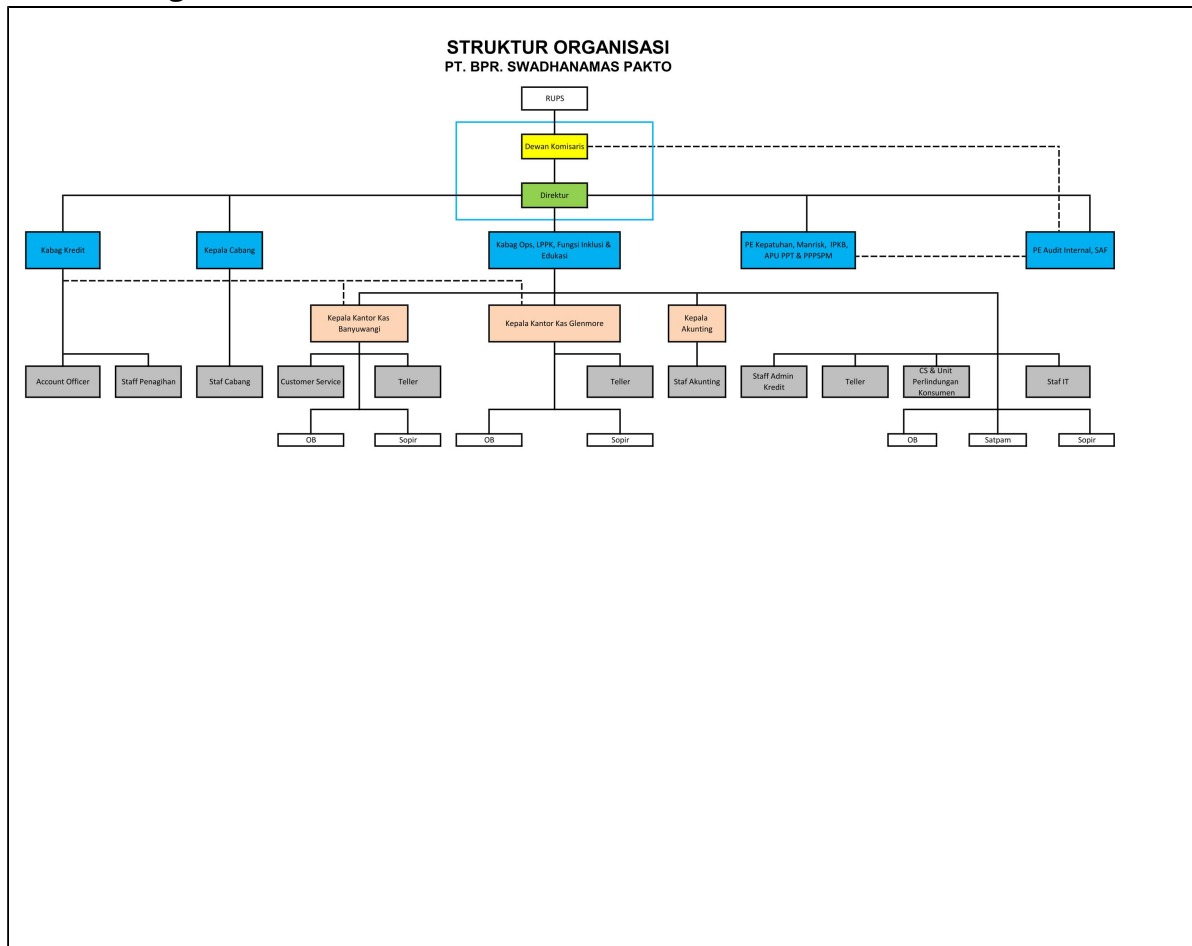 STRUKTUR ORGANISASI
PT. BPR. SWADHANAMAS PAKTO
RUPS
Dewan Komisaris
Direktur
Kabag Kredit
Kepala Cabang
Kabag Ops, LPPK, Fungsi Inklusi &
Edukasi
PE Kepatuhan, Manrisk, IPKB,
APU PPT & PPPSPM
PE Audit Internal, SAF
Kepala Kantor Kas
Banyuwangi
Kepala Kantor Kas Glenmore
Kepala
Akunting
Account Officer
Staff Penagihan
Staf Cabang
Customer Service
Teller
Teller
Staf Akunting
Staff Admin
Kredit
Teller
CS & Unit
Perlindungan
Konsumen
Staf IT
OB
Sopir
OB
Sopir
OB
Satpam
Sopir